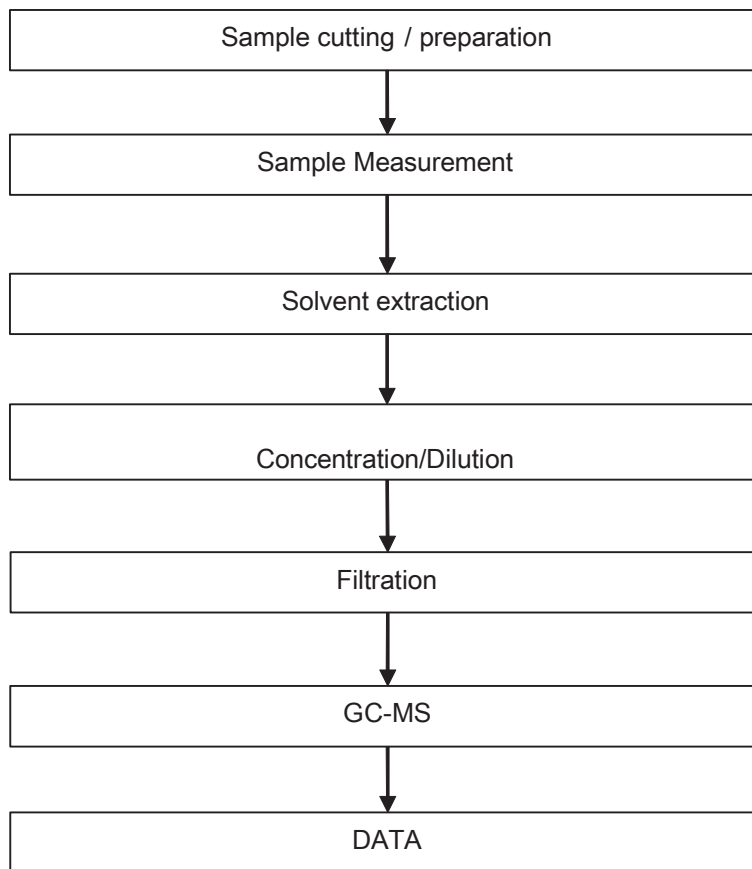 Sample cutting / preparation
Sample Measurement
Solvent extraction
Concentration/Dilution
Filtration
GC-MS
DATA